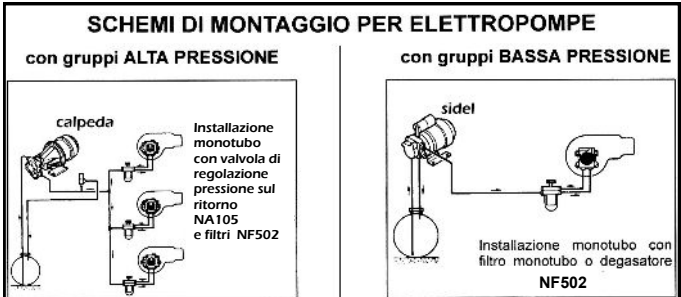 SCHEMI DI MONTAGGIO PER ELETTROPOMPE
con gruppi ALTA PRESSIONE
calpeda
Installazione
monotubo
con valvola di
regolazione
pressione sul
ritorno
NA105
e filtri NF502
con gruppi BASSA PRESSIONE
sidel
Installazione monotubo con
filtro monotubo o degasatore
NF502